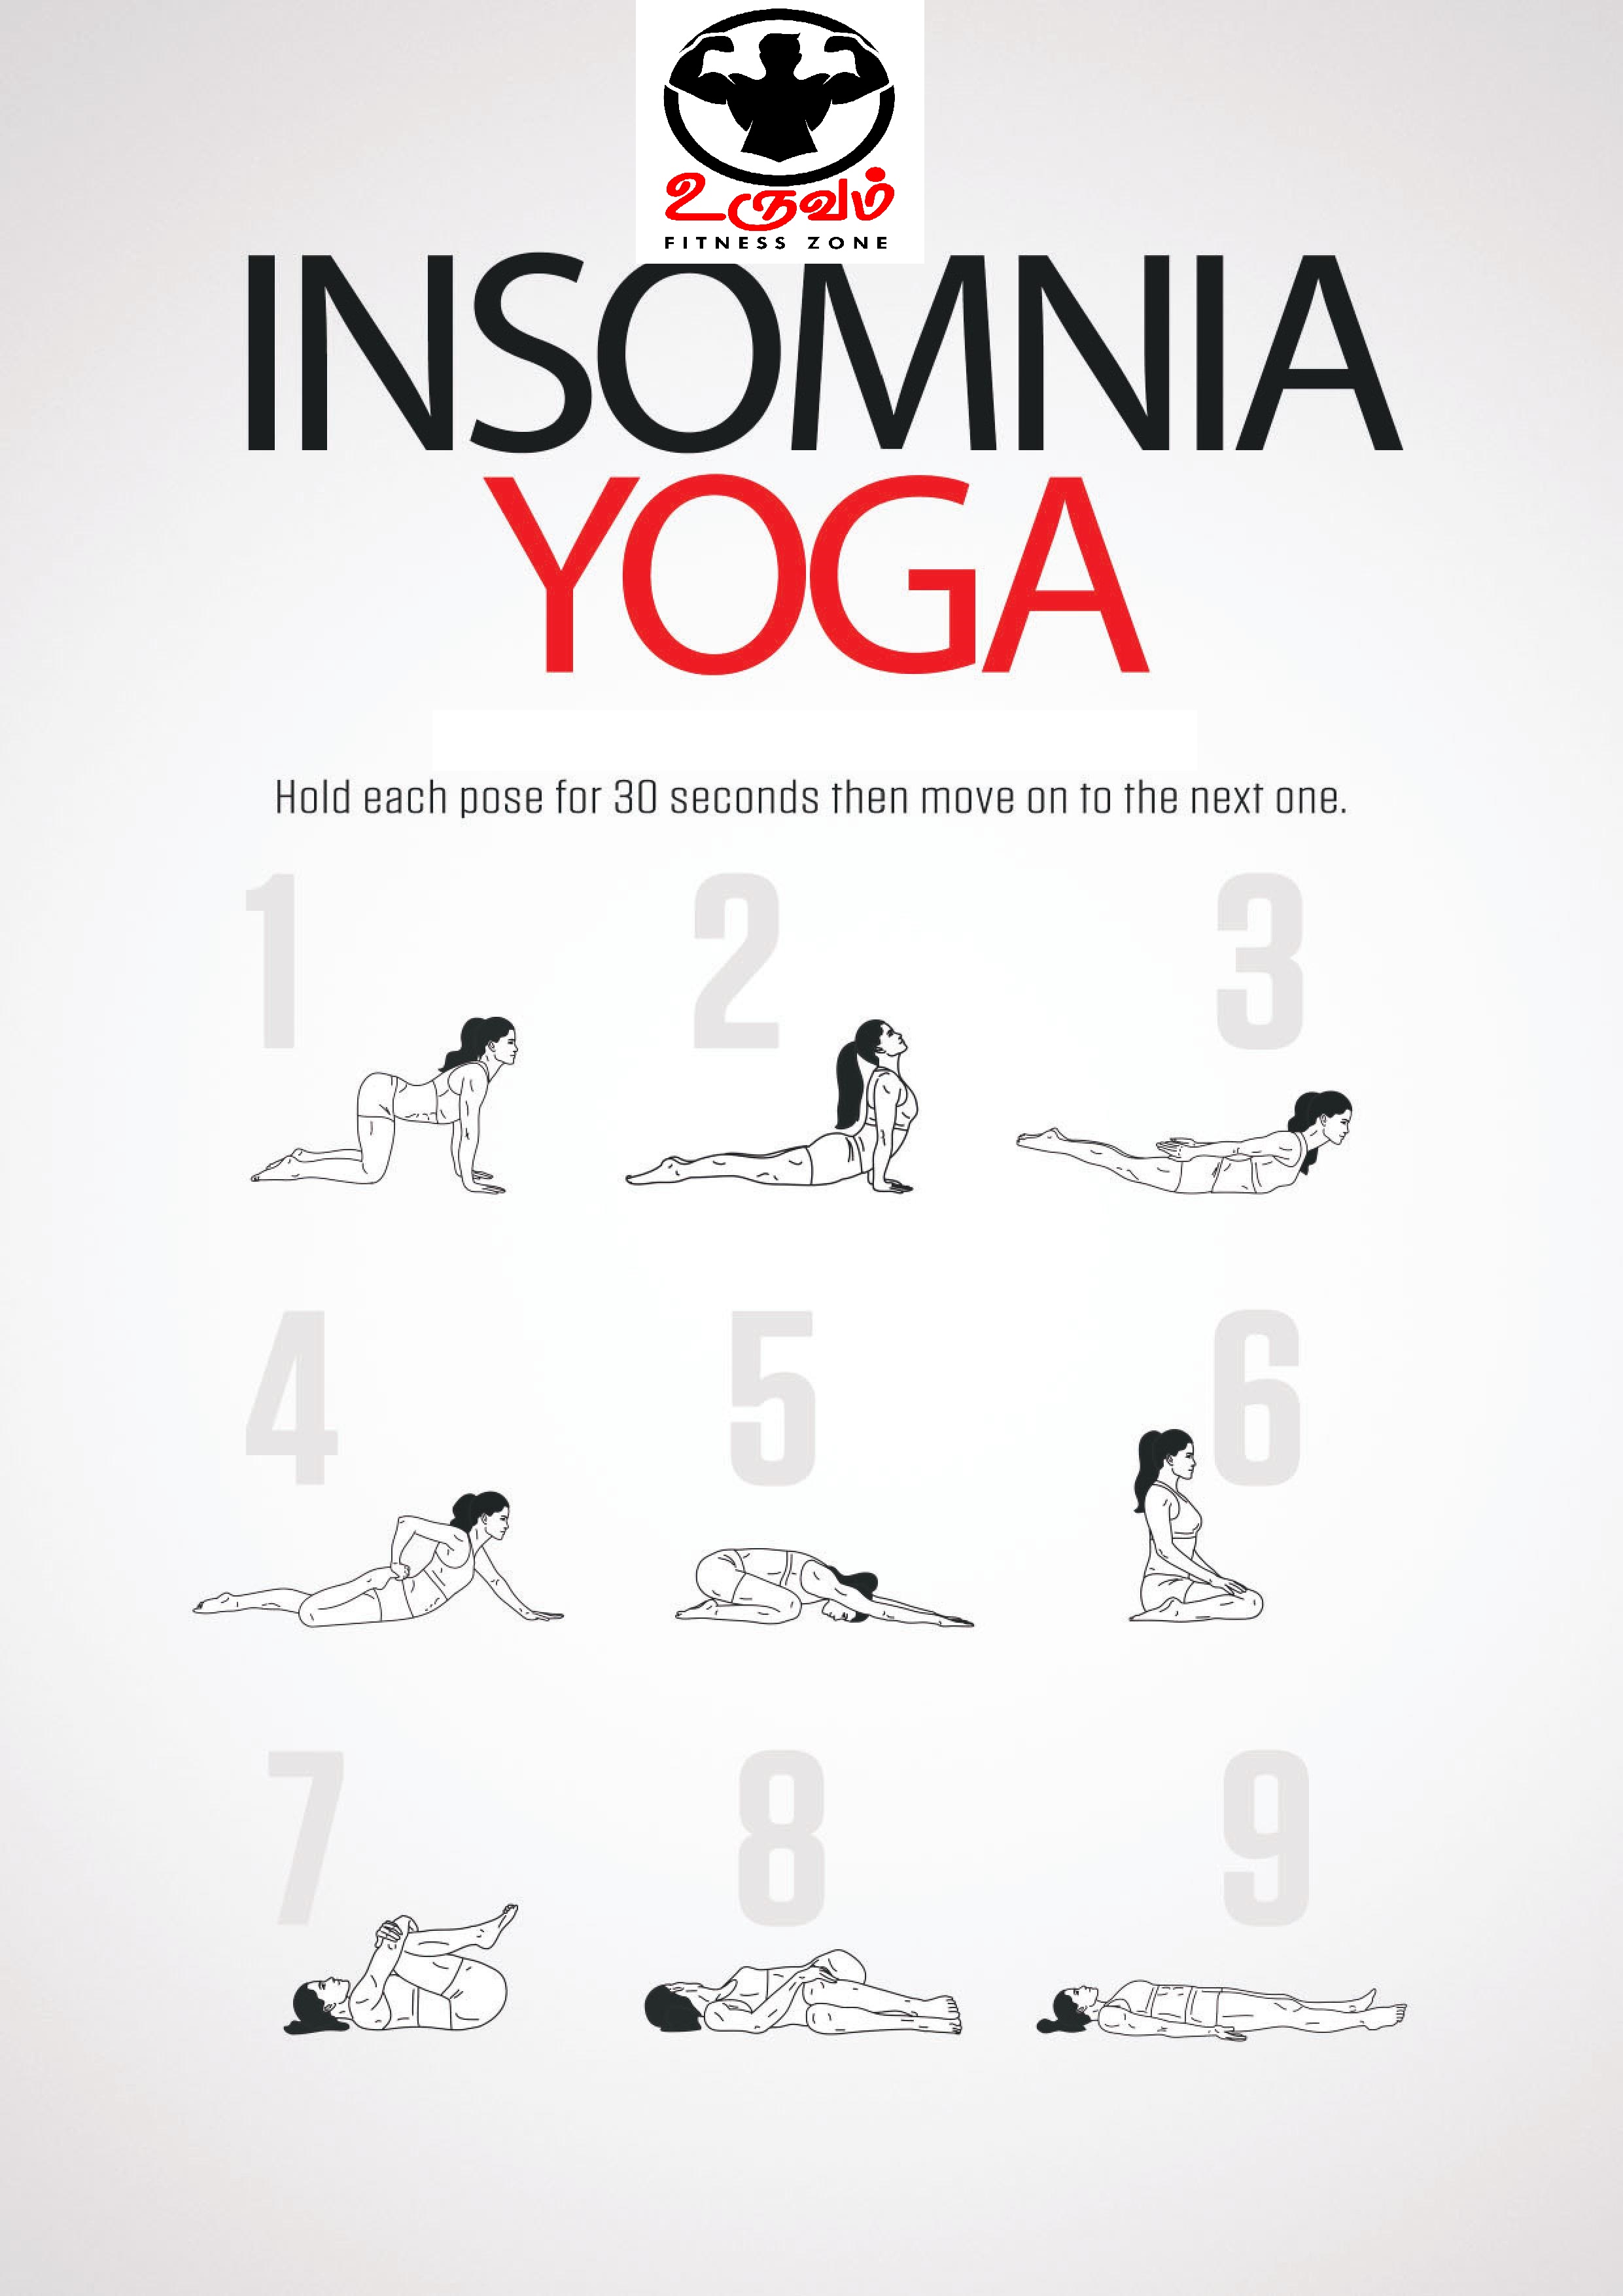 உருவம்
FITNESS ZONE
INSOMNIA
YOGA
Hold each pose for 30 seconds then move on to the next one.
1
2
3
4
5
6
7
8
9